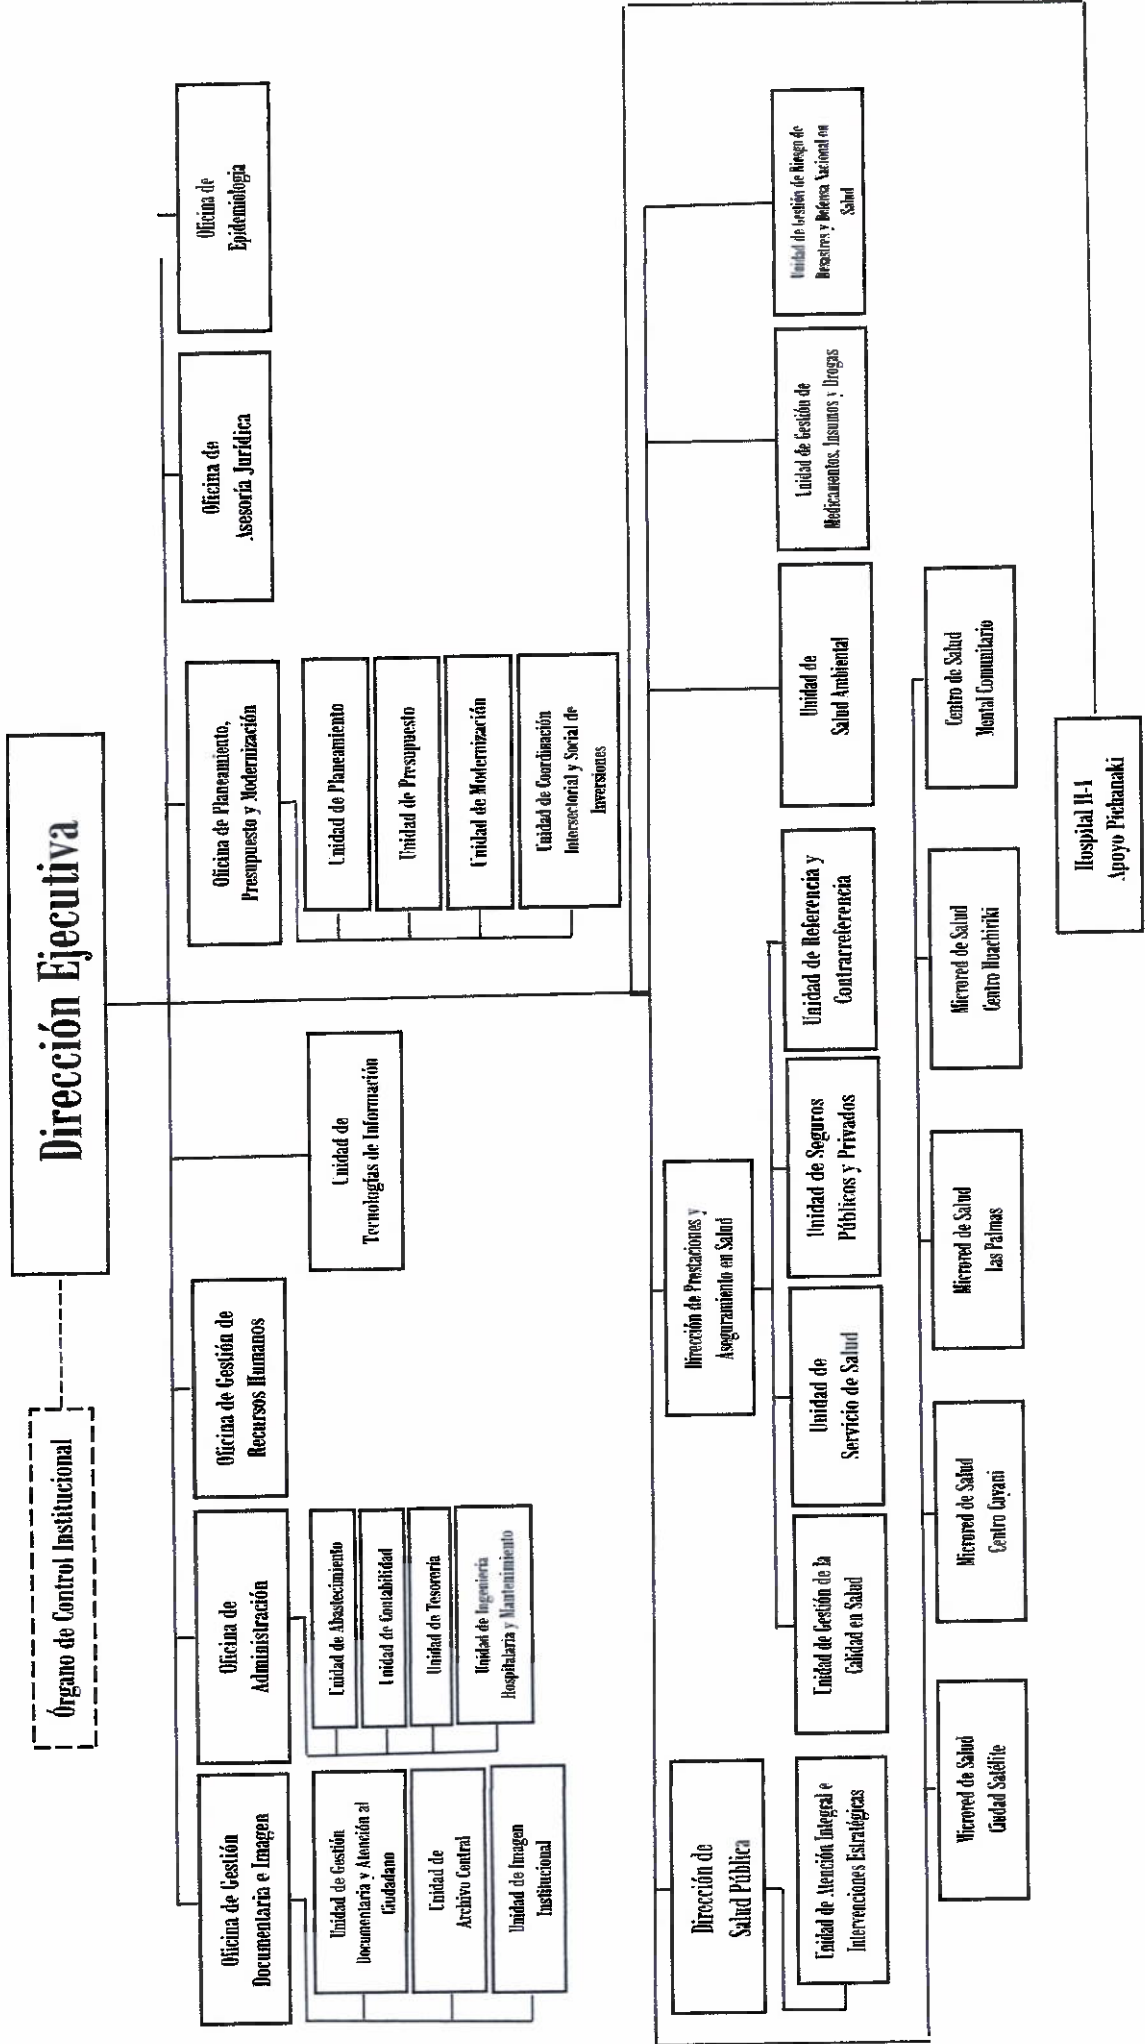 Órgano de Control Institucional
Dirección Ejecutiva
Oficina de Gestión
Documentaria e Imagen
Oficina de
Administración
Oficina de Gestión de
Recursos Humanos
Unidad de
Tecnologías de Información
Oficina de Planeamiento,
Presupuesto y Modernización
Oficina de
Asesoría Jurídica
Oficina de
Epidemiología
Unidad de Gestión
Documentaria y Atención al
Ciudadano
Unidad de
Archivo Central
Unidad de Imagen
Institucional
Unidad de Abastecimiento
Unidad de Contabilidad
Unidad de Tesorería
Unidad de Ingeniería
Hospitalaria y Mantenimiento
Unidad de Planeamiento
Unidad de Presupuesto
Unidad de Modernización
Unidad de Coordinación
Intersectorial y Social de
Inversiones
Dirección de
Salud Pública
Dirección de Prestaciones y
Aseguramiento en Salud
Unidad de Atención Integral e
Intervenciones Estratégicas
Unidad de Gestión de la
Calidad en Salud
Unidad de
Servicio de Salud
Unidad de Seguros
Públicos y Privados
Unidad de Referencia y
Contrarreferencia
Unidad de
Salud Ambiental
Unidad de Gestión de
Medicamentos, Insumos y Drogas
Unidad de Gestión de Riesgo de
Desastres y Defensa Nacional en
Salud
Microred de Salud
Ciudad Satélite
Microred de Salud
Centro Cuyani
Microred de Salud
Las Palmas
Microred de Salud
Centro Huachiriki
Centro de Salud
Mental Comunitario
Hospital II-1
Apoyo Pichanaki